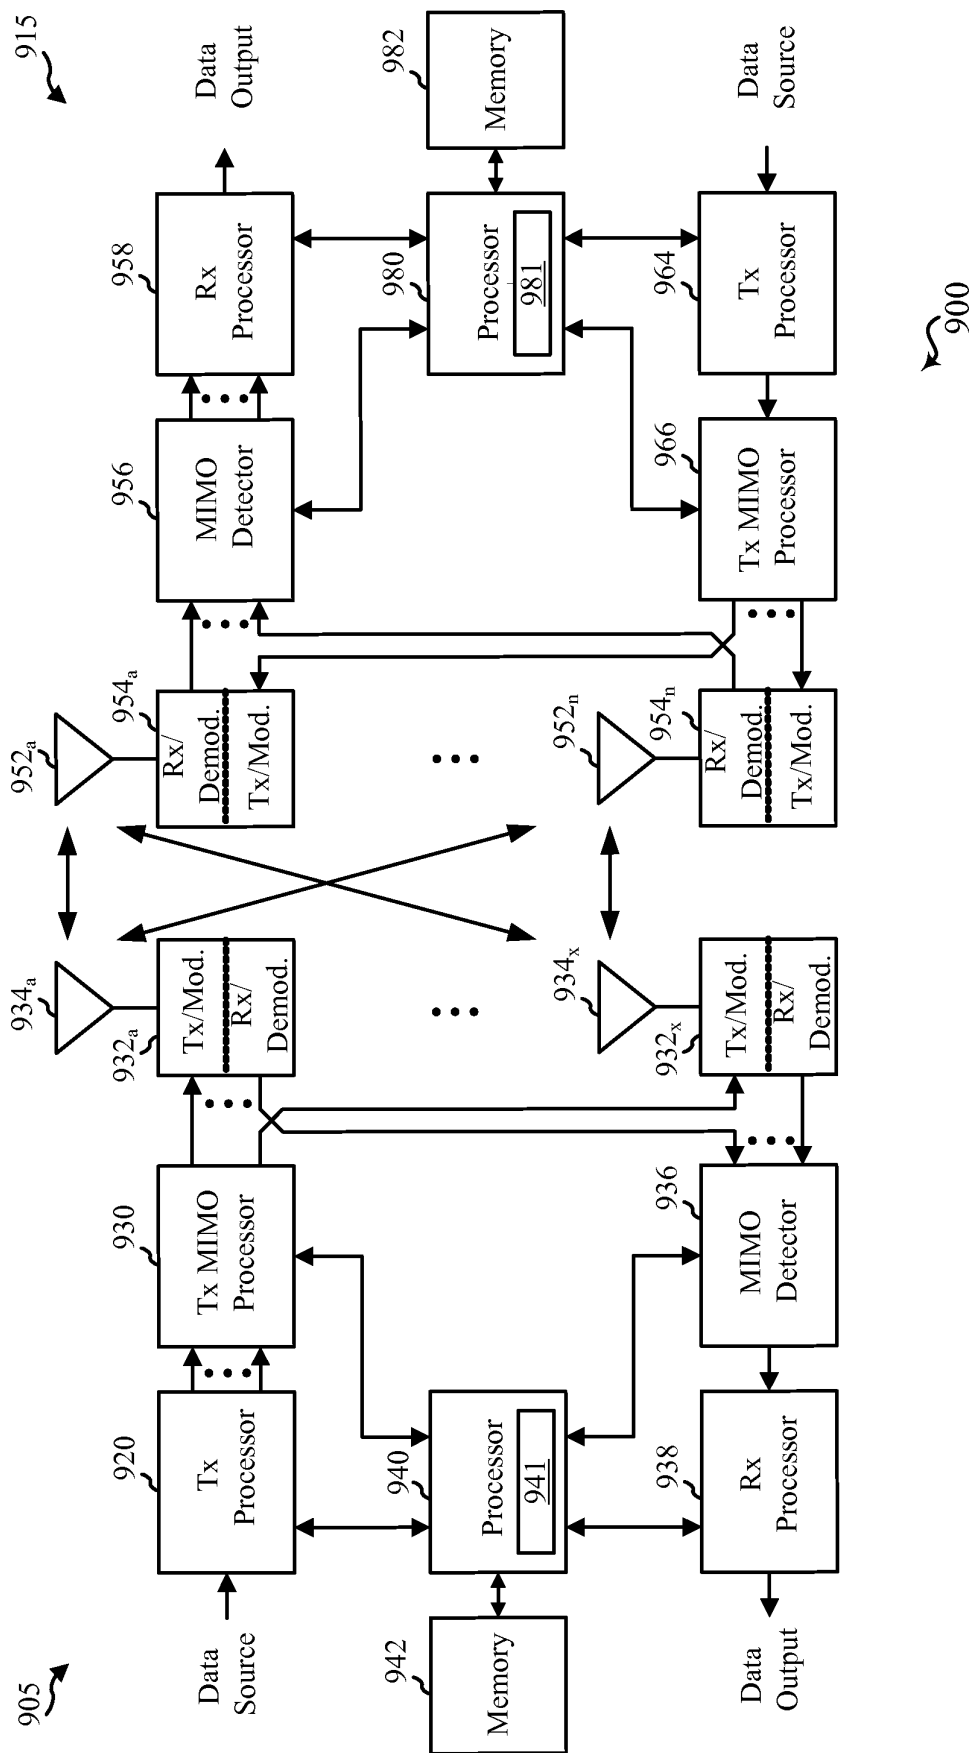 905
915
Data
Source
920
Tx
Processor
930
Tx MIMO
Processor
932a
Tx/Mod.
Rx/
Demod.
934a
952a
954a
Rx/
Demod.
Tx/Mod.
956
MIMO
Detector
958
Rx
Processor
Data
Output
942
Memory
940
Processor
941
980
Processor
981
982
Memory
Data
Output
938
Rx
Processor
936
MIMO
Detector
932x
Tx/Mod.
Rx/
Demod.
934x
952n
954n
Rx/
Demod.
Tx/Mod.
966
Tx MIMO
Processor
964
Tx
Processor
Data
Source
900